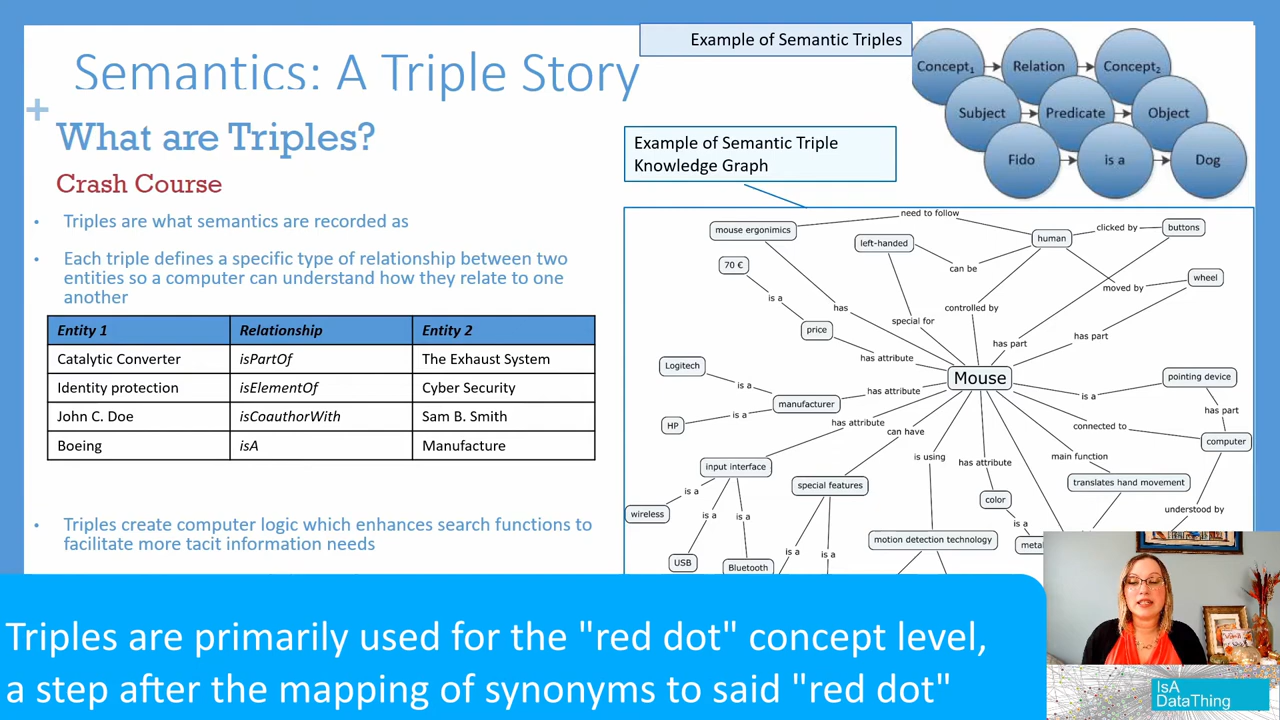 Semantics: A Triple Story
What are Triples?
Crash Course
• Triples are what semantics are recorded as
• Each triple defines a specific type of relationship between two
entities so a computer can understand how they relate to one
another
Entity 1 Relationship Entity 2
Catalytic Converter isPartOf The Exhaust System
Identity protection isElementOf Cyber Security
John C. Doe isCoauthorWith Sam B. Smith
Boeing isA Manufacture
• Triples create computer logic which enhances search functions to
facilitate more tacit information needs
Example of Semantic Triples
Concept1 Relation Concept2
Subject Predicate Object
Fido is a Dog
Example of Semantic Triple
Knowledge Graph
need to follow
mouse ergonimics
left-handed
human
clicked by
buttons
70 €
can be
wheel
moved by
is a
has
controlled by
special for
price
has part
has part
has attribute
Logitech
Mouse
pointing device
is a
has attribute
is a
manufacturer
has part
is a
HP
has attribute
can have
connected to
computer
input interface
is using
has attribute
main function
special features
translates hand movement
is a
color
wireless
is a
is a
understood by
is a
motion detection technology
is a
is a
USB
Bluetooth
Triples are primarily used for the "red dot" concept level,
a step after the mapping of synonyms to said "red dot"
IsA
DataThing